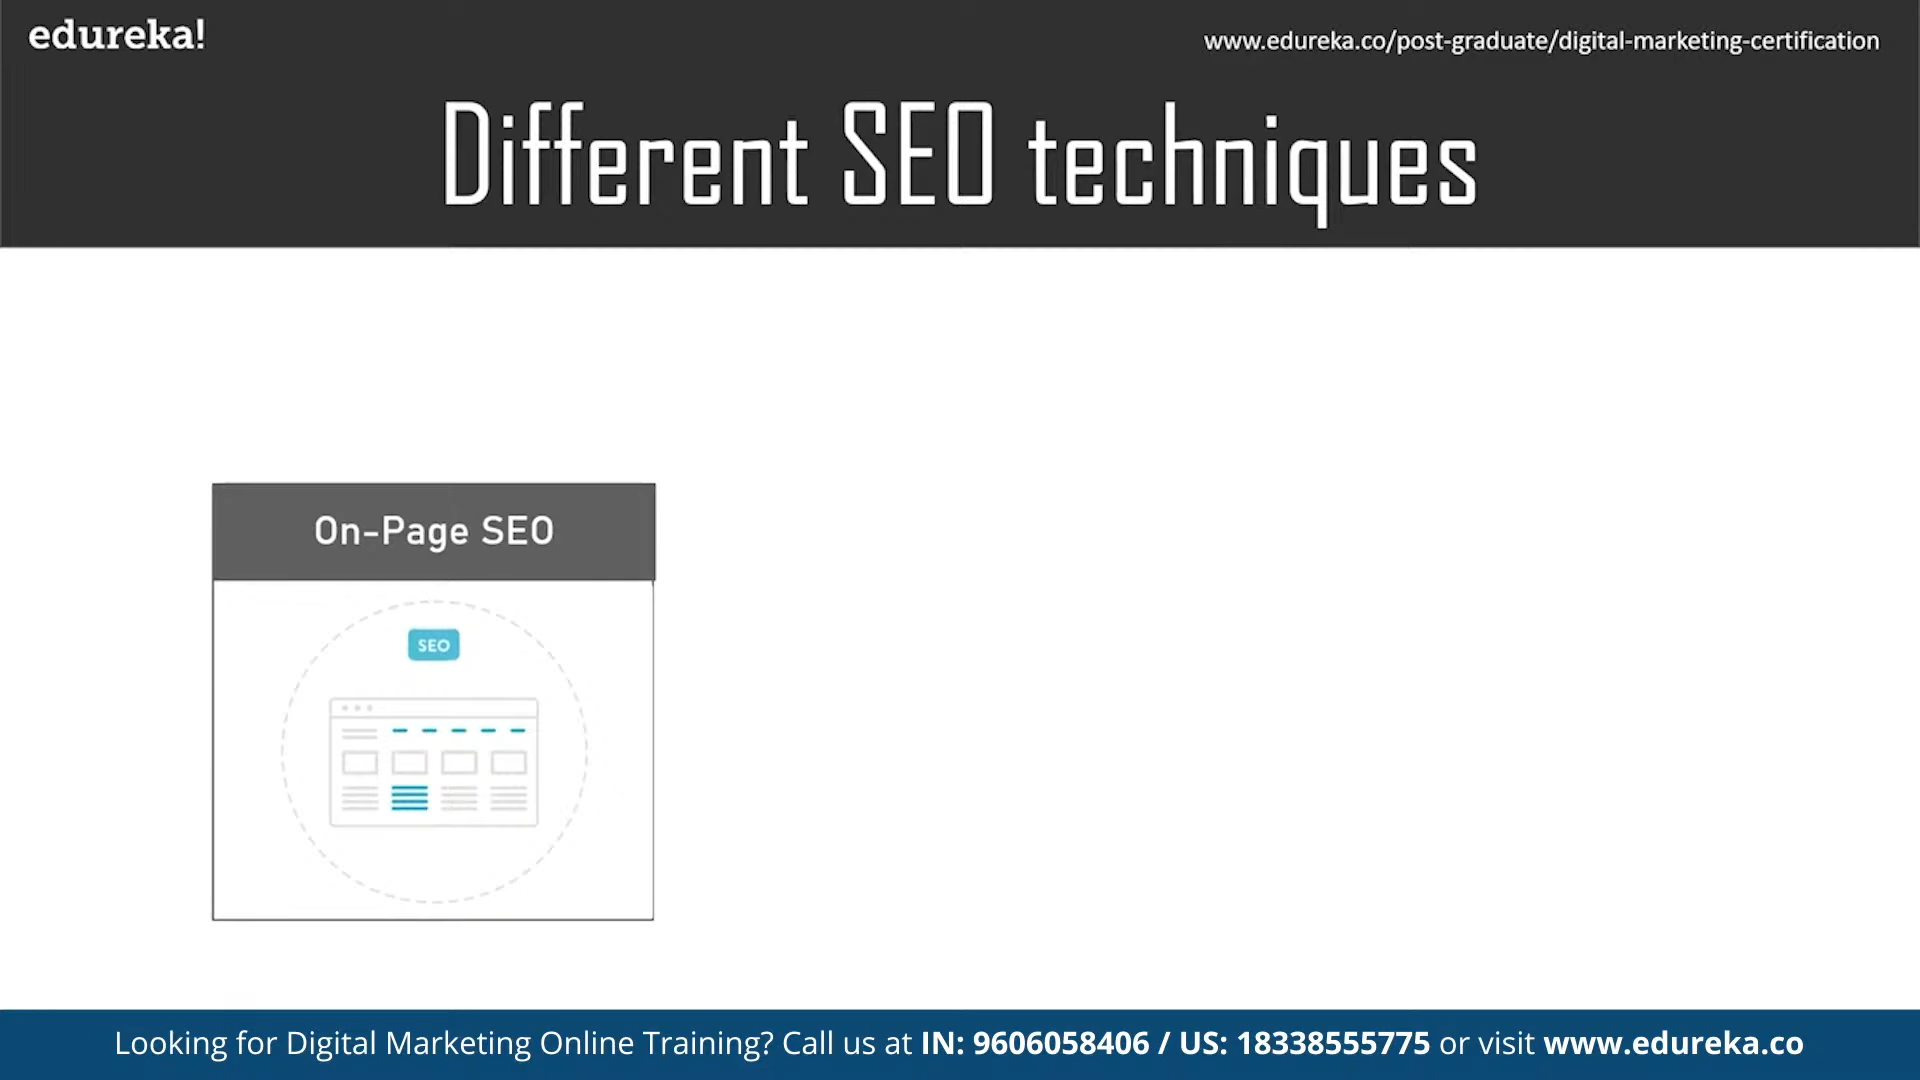 edureka!
www.edureka.co/post-graduate/digital-marketing-certification
Different SEO techniques
On-Page SEO
SEO
Looking for Digital Marketing Online Training? Call us at IN: 9606058406 / US: 18338555775 or visit www.edureka.co